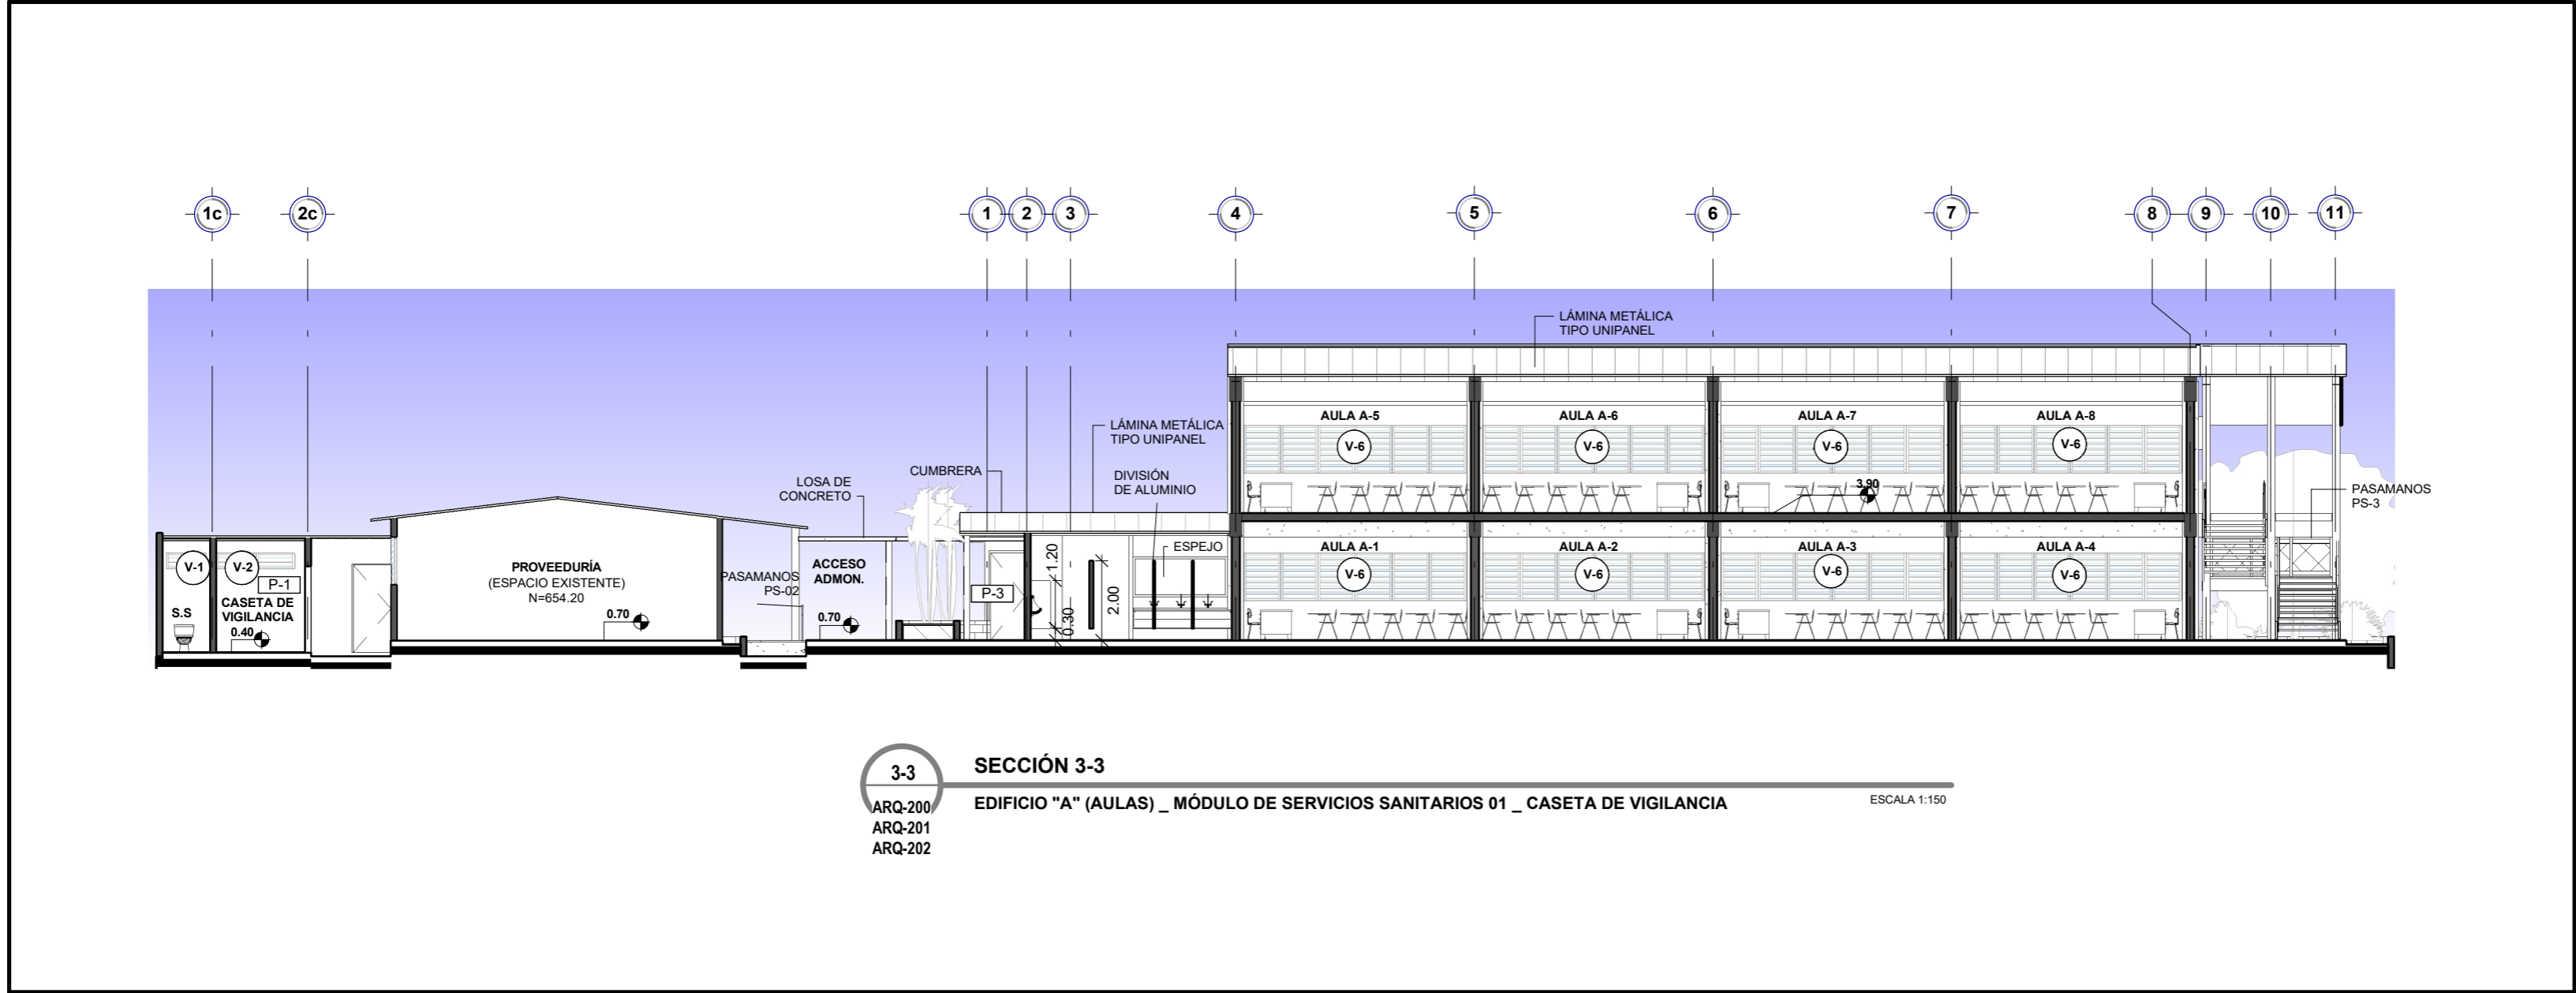 1c
2c
1
2
3
4
5
6
7
8
9
10
11
LÁMINA METÁLICA
TIPO UNIPANEL
AULA A-5
AULA A-6
AULA A-7
AULA A-8
V-6
V-6
V-6
V-6
LÁMINA METÁLICA
TIPO UNIPANEL
CUMBRERA
DIVISIÓN
DE ALUMINIO
LOSA DE
CONCRETO
3.90
PASAMANOS
PS-3
ESPEJO
AULA A-1
AULA A-2
AULA A-3
AULA A-4
V-6
V-6
V-6
V-6
V-1
V-2
P-1
S.S
CASETA DE
VIGILANCIA
0.40
PROVEEDURÍA
(ESPACIO EXISTENTE)
N=654.20
0.70
PASAMANOS
PS-02
ACCESO
ADMON.
0.70
P-3
1.20
0.30
2.00
3-3
ARQ-200
ARQ-201
ARQ-202
SECCIÓN 3-3
EDIFICIO "A" (AULAS) _ MÓDULO DE SERVICIOS SANITARIOS 01 _ CASETA DE VIGILANCIA
ESCALA 1:150